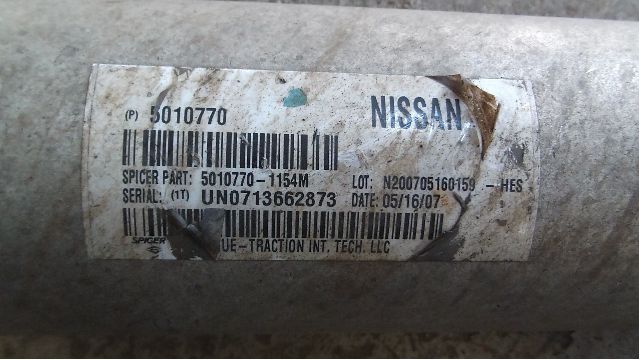 (P) 5010770 NISSAN
SPICER PART: 5010770-1154M LOT: N200705160159 - HES
SERIAL: (1T) UN0713662873 DATE: 05/16/07
SPICER UE-TRACTION INT. TECH. LLC